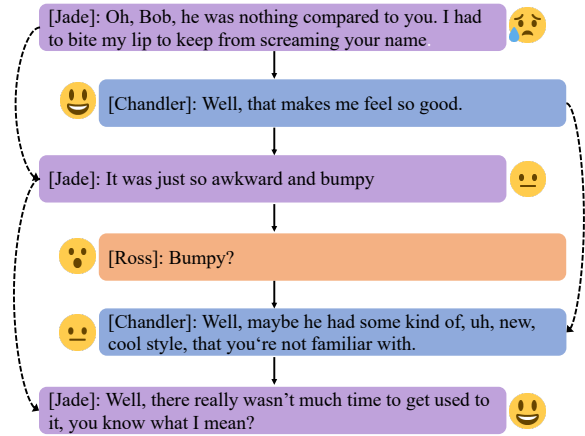 [Jade]: Oh, Bob, he was nothing compared to you. I had
to bite my lip to keep from screaming your name.
[Chandler]: Well, that makes me feel so good.
[Jade]: It was just so awkward and bumpy
[Ross]: Bumpy?
[Chandler]: Well, maybe he had some kind of, uh, new,
cool style, that you‘re not familiar with.
[Jade]: Well, there really wasn’t much time to get used to
it, you know what I mean?